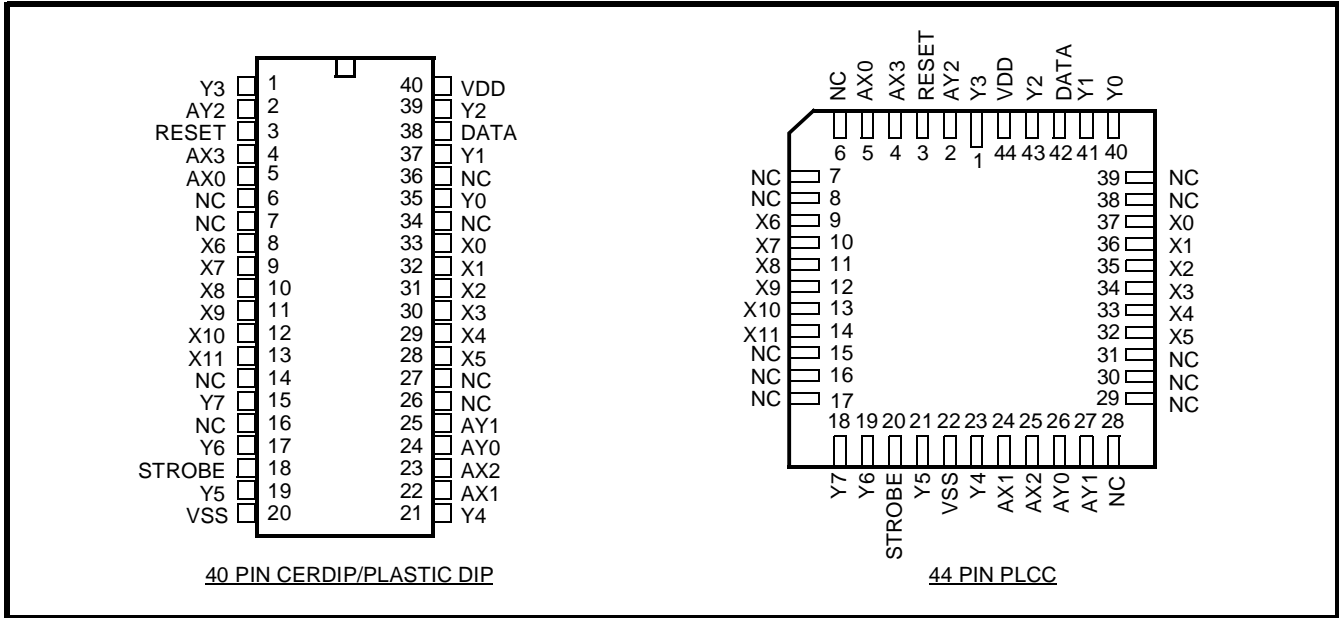 Y3 1 40 VDD
AY2 2 39 Y2
RESET 3 38 DATA
AX3 4 37 Y1
AX0 5 36 NC
NC 6 35 Y0
NC 7 34 NC
X6 8 33 X0
X7 9 32 X1
X8 10 31 X2
X9 11 30 X3
X10 12 29 X4
X11 13 28 X5
NC 14 27 NC
Y7 15 26 NC
NC 16 25 AY1
Y6 17 24 AY0
STROBE 18 23 AX2
Y5 19 22 AX1
VSS 20 21 Y4
40 PIN CERDIP/PLASTIC DIP
NC AX0 AX3 RESET AY2 Y3 VDD Y2 DATA Y1 Y0
6 5 4 3 2 1 44 43 42 41 40
NC 7 39 NC
NC 8 38 NC
X6 9 37 X0
X7 10 36 X1
X8 11 35 X2
X9 12 34 X3
X10 13 33 X4
X11 14 32 X5
NC 15 31 NC
NC 16 30 NC
NC 17 29 NC
18 19 20 21 22 23 24 25 26 27 28
Y7 Y6 STROBE Y5 VSS Y4 AX1 AX2 AY0 AY1 NC
44 PIN PLCC